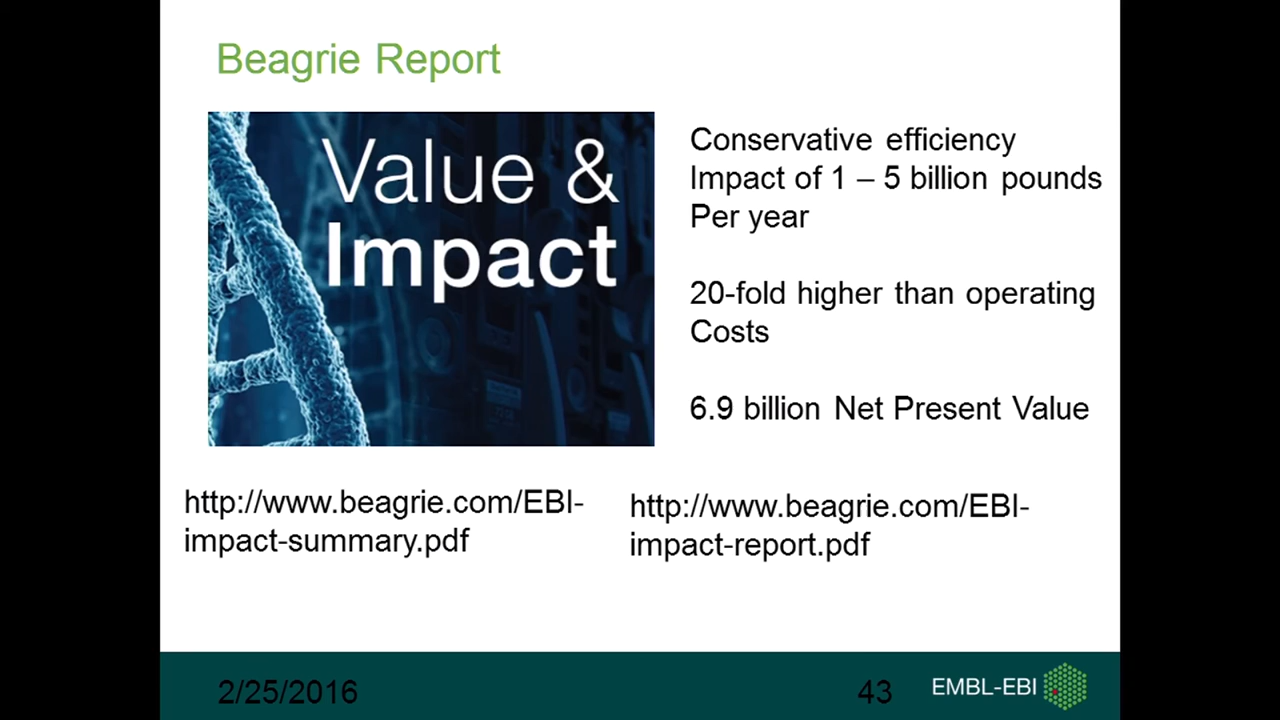 Beagrie Report
Value &
Impact
Conservative efficiency
Impact of 1 – 5 billion pounds
Per year
20-fold higher than operating
Costs
6.9 billion Net Present Value
http://www.beagrie.com/EBI-
impact-summary.pdf
http://www.beagrie.com/EBI-
impact-report.pdf
2/25/2016
43
EMBL-EBI